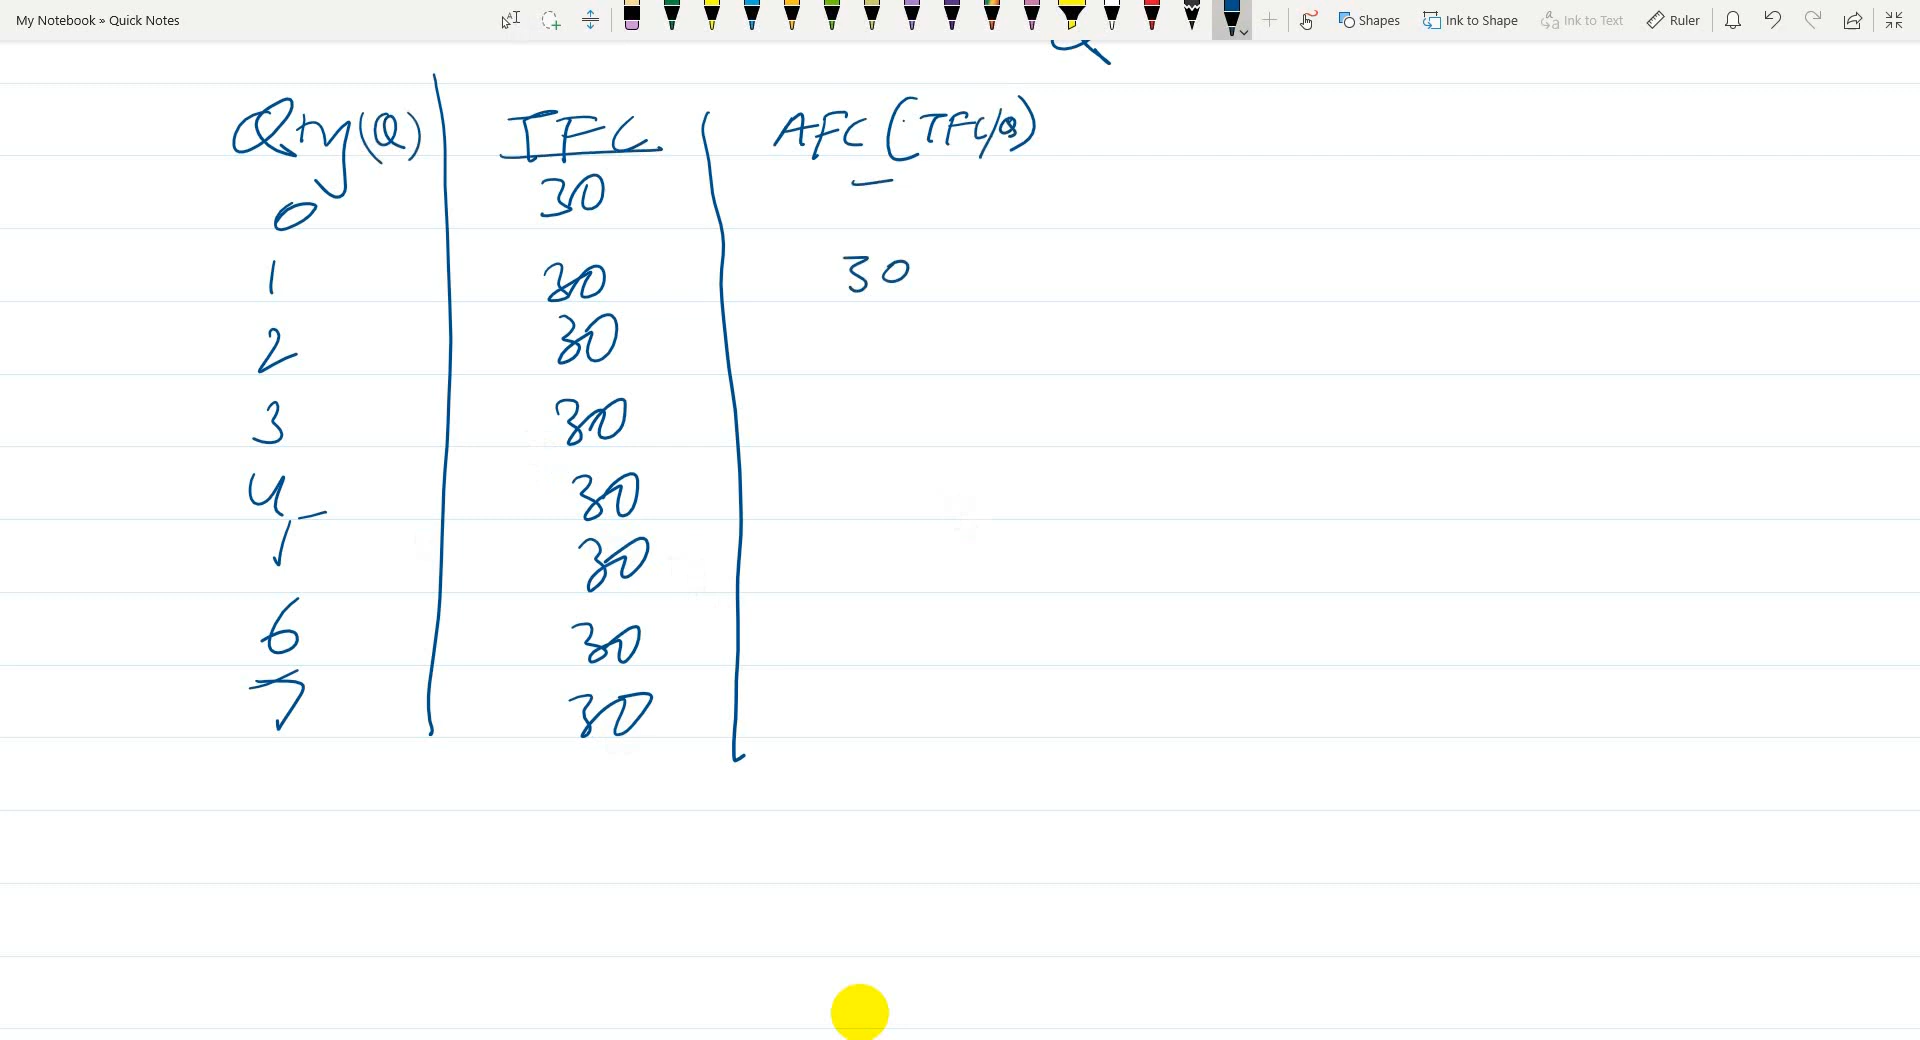 My Notebook » Quick Notes
Shapes Ink to Shape Ink to Text Ruler
Qty(Q) TFC AFC (TFC/Q)
0 30 –
1 30 30
2 30
3 30
4 30
5 30
6 30
7 30